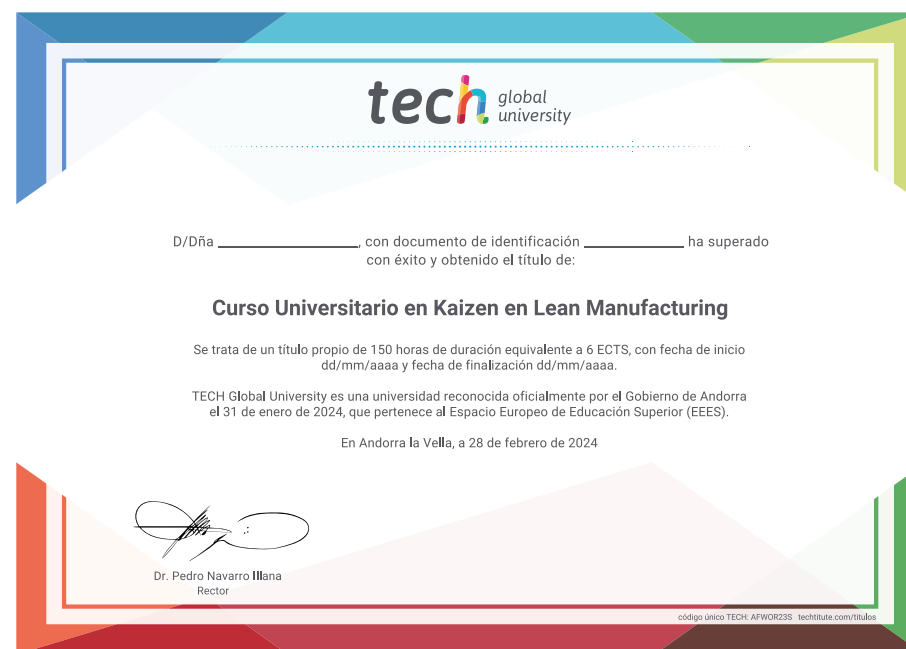 tech global university
D/Dña ____________________, con documento de identificación ______________ ha superado
con éxito y obtenido el título de:
Curso Universitario en Kaizen en Lean Manufacturing
Se trata de un título propio de 150 horas de duración equivalente a 6 ECTS, con fecha de inicio
dd/mm/aaaa y fecha de finalización dd/mm/aaaa.
TECH Global University es una universidad reconocida oficialmente por el Gobierno de Andorra
el 31 de enero de 2024, que pertenece al Espacio Europeo de Educación Superior (EEES).
En Andorra la Vella, a 28 de febrero de 2024
Dr. Pedro Navarro Illana
Rector
código único TECH: AFWOR23S techtitute.com/titulos